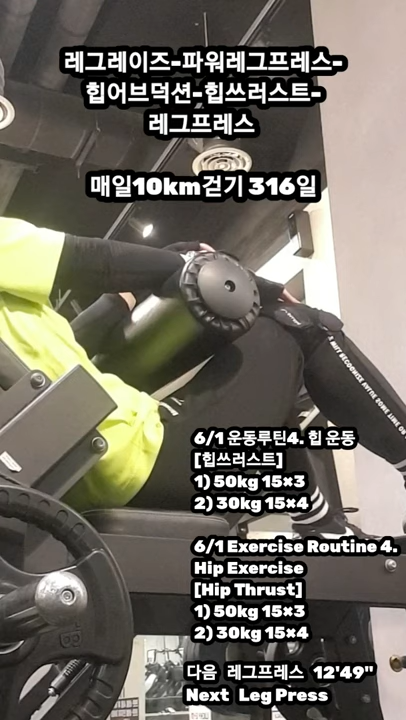 레그레이즈-파워레그프레스-
힙어브덕션-힙쓰러스트-
레그프레스
매일10km걷기 316일
6/1 운동루틴4. 힙 운동
[힙쓰러스트]
1) 50kg 15×3
2) 30kg 15×4
6/1 Exercise Routine 4.
Hip Exercise
[Hip Thrust]
1) 50kg 15×3
2) 30kg 15×4
다음 레그프레스 12'49"
Next Leg Press